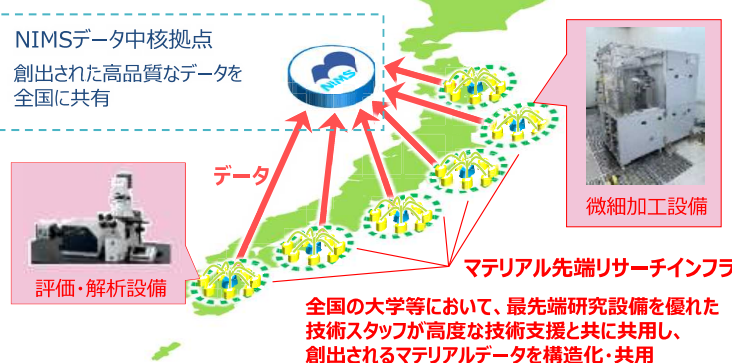 NIMSデータ中核拠点
創出された高品質なデータを
全国に共有
NIMS
データ
微細加工設備
評価・解析設備
マテリアル先端リサーチインフラ
全国の大学等において、最先端研究設備を優れた
技術スタッフが高度な技術支援と共に共用し、
創出されるマテリアルデータを構造化・共用